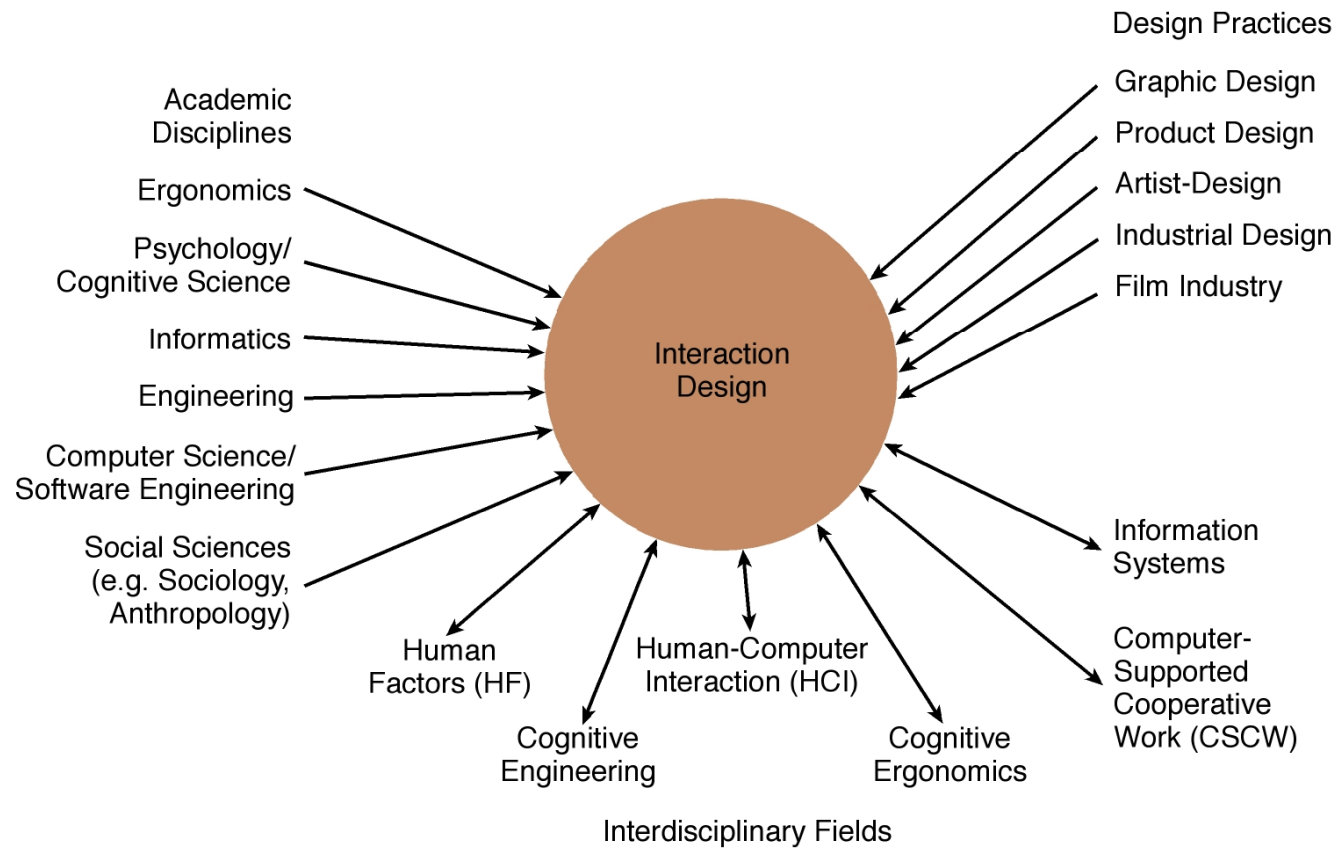 Design Practices
Graphic Design
Product Design
Artist-Design
Industrial Design
Film Industry
Academic
Disciplines
Ergonomics
Psychology/
Cognitive Science
Informatics
Engineering
Computer Science/
Software Engineering
Social Sciences
(e.g. Sociology,
Anthropology)
Interaction
Design
Human
Factors (HF)
Cognitive
Engineering
Human-Computer
Interaction (HCI)
Cognitive
Ergonomics
Information
Systems
Computer-
Supported
Cooperative
Work (CSCW)
Interdisciplinary Fields